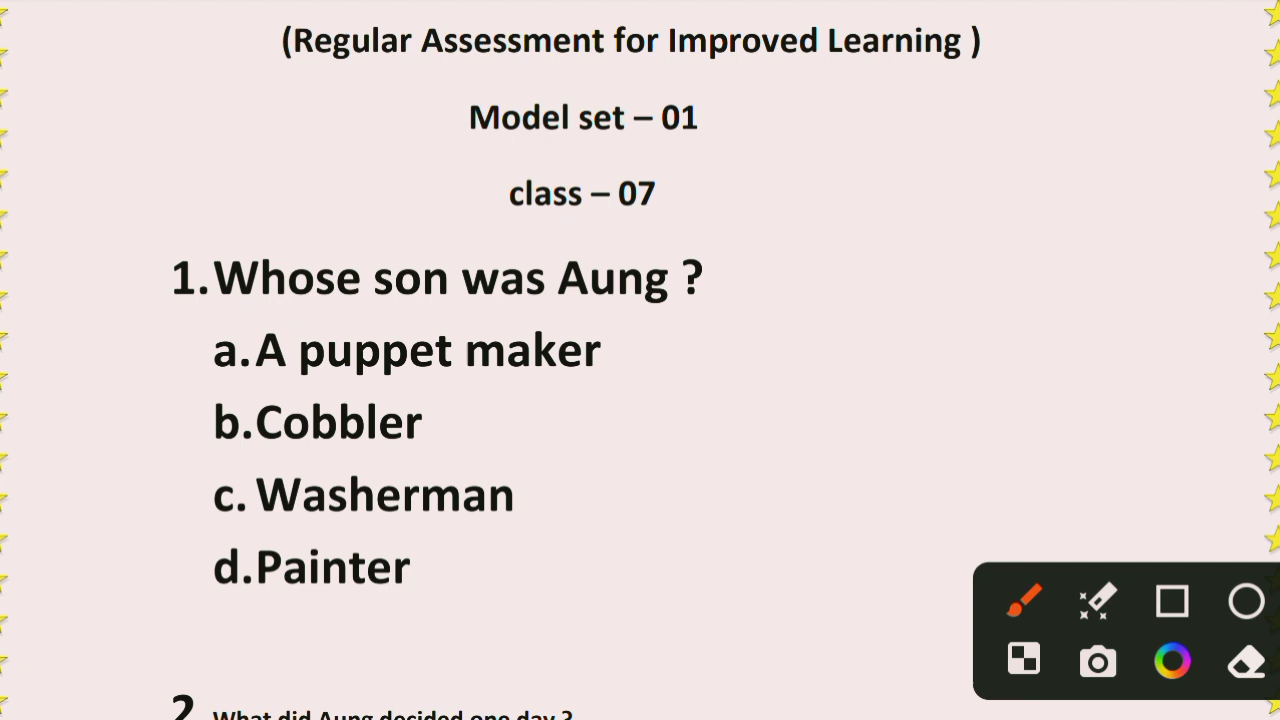 (Regular Assessment for Improved Learning )
Model set – 01
class – 07
1.Whose son was Aung ?
a.A puppet maker
b.Cobbler
c. Washerman
d.Painter
2. What did Aung decided one day ?